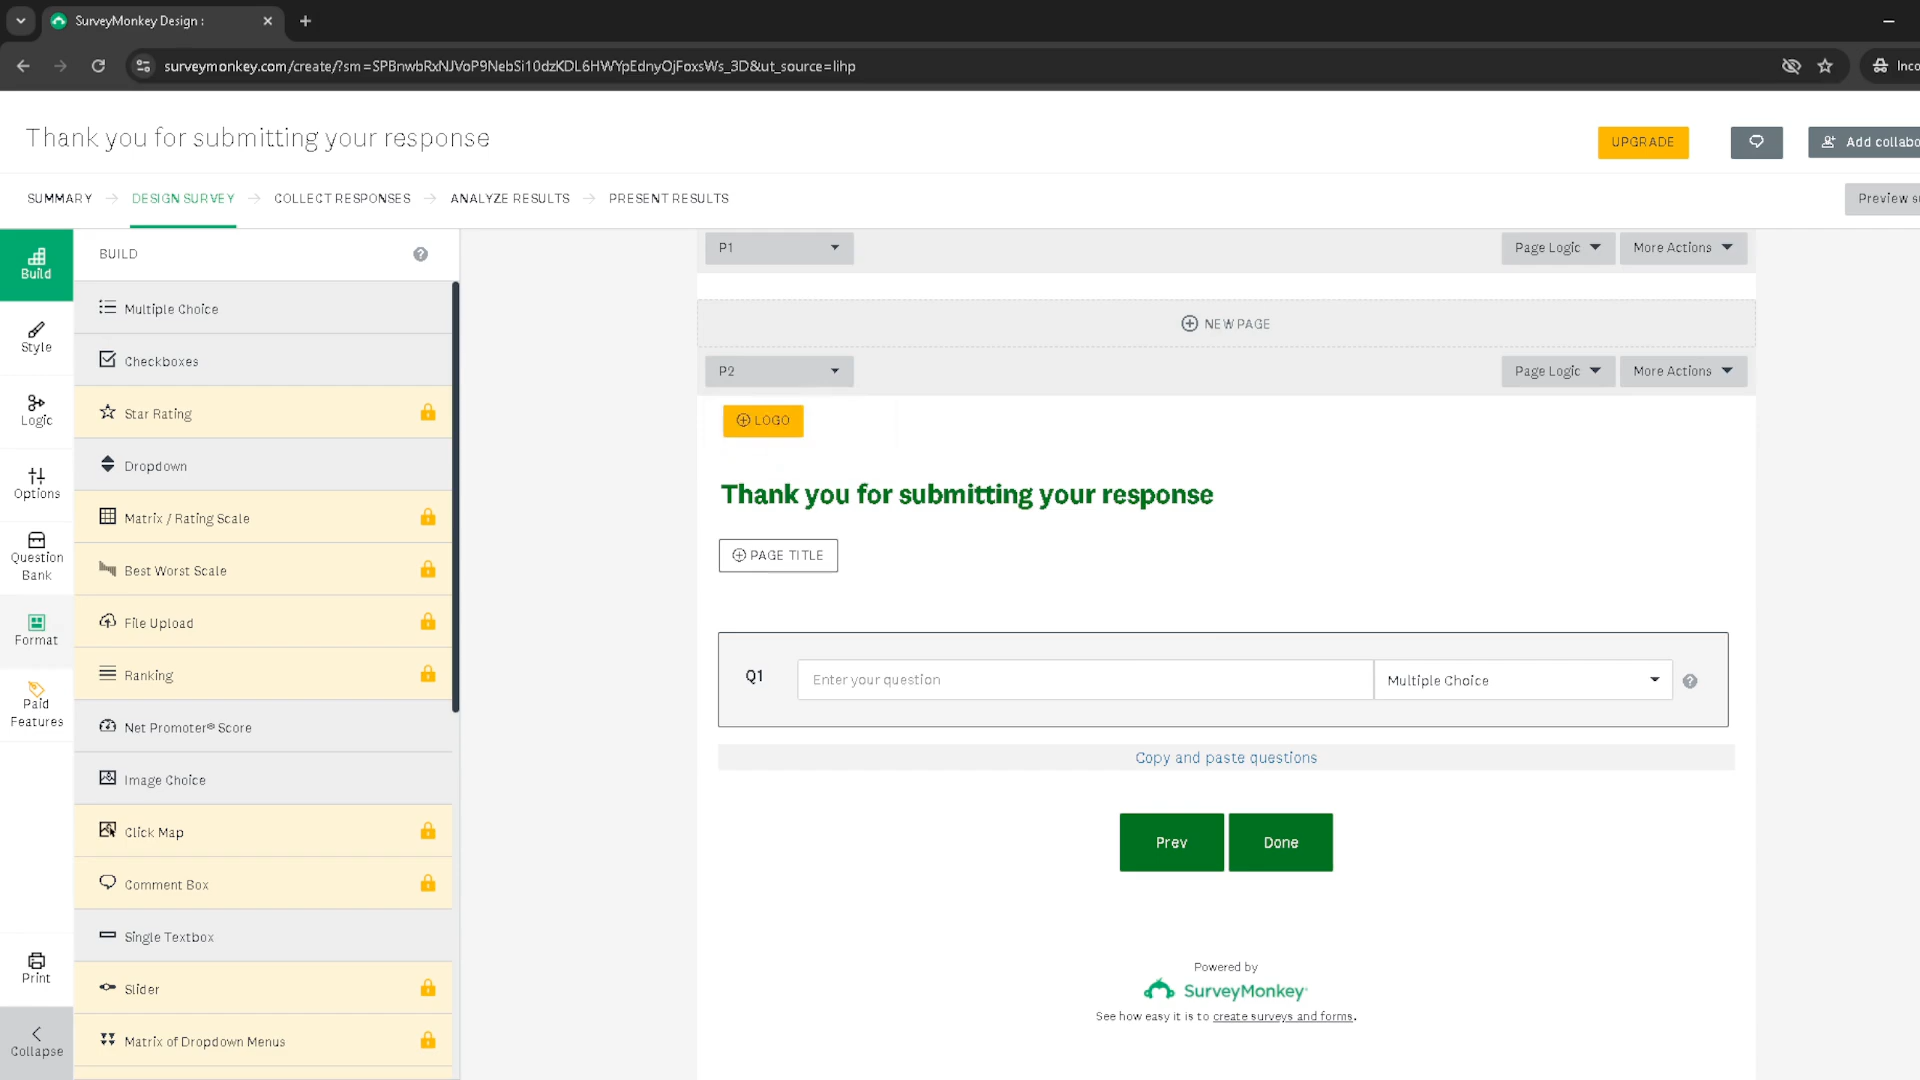 SurveyMonkey Design :
surveymonkey.com/create/?sm=SPBnwbRxNJVoP9NebSi10dzKDL6HWYpEdnyOjFoxsWs_3D&ut_source=lihp
Inco
Thank you for submitting your response
UPGRADE
Add collabo
SUMMARY
DESIGN SURVEY
COLLECT RESPONSES
ANALYZE RESULTS
PRESENT RESULTS
Preview s
Build
Style
Logic
Options
Question
Bank
Format
Paid
Features
Print
Collapse
BUILD
Multiple Choice
Checkboxes
Star Rating
Dropdown
Matrix / Rating Scale
Best Worst Scale
File Upload
Ranking
Net Promoter® Score
Image Choice
Click Map
Comment Box
Single Textbox
Slider
Matrix of Dropdown Menus
P1
Page Logic
More Actions
NEW PAGE
P2
Page Logic
More Actions
LOGO
Thank you for submitting your response
PAGE TITLE
Q1
Enter your question
Multiple Choice
Copy and paste questions
Prev
Done
Powered by
SurveyMonkey
See how easy it is to create surveys and forms.